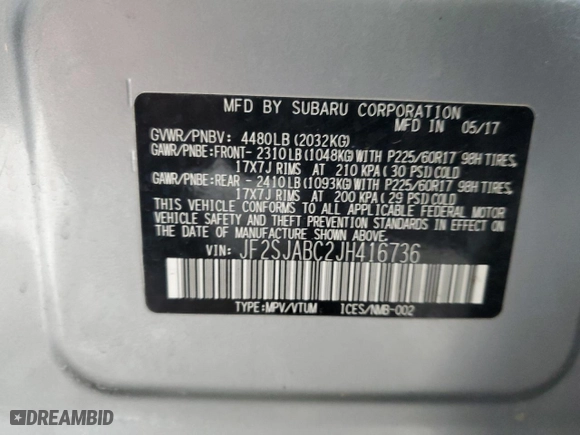 MFD BY SUBARU CORPORATION
MFD IN 05/17
GVWR/PNBV: 4480LB(2032KG)
GAWR/PNBE:FRONT- 2310LB(1048KG)WITH P225/60R17 98H TIRES,
17X7J RIMS AT 210 KPA(30 PSI)COLD
GAWR/PNBE:REAR - 2410LB(1093KG)WITH P225/60R17 98H TIRES,
17X7J RIMS AT 200 KPA(29 PSI)COLD
THIS VEHICLE CONFORMS TO ALL APPLICABLE FEDERAL MOTOR
VEHICLE SAFETY AND THEFT PREVENTION STANDARDS IN EFFECT ON
THE DATE OF MANUFACTURE SHOWN ABOVE.
VIN: JF2SJABC2JH416736
TYPE:MPV/VTUM ICES/NMB-002
DREAMBID